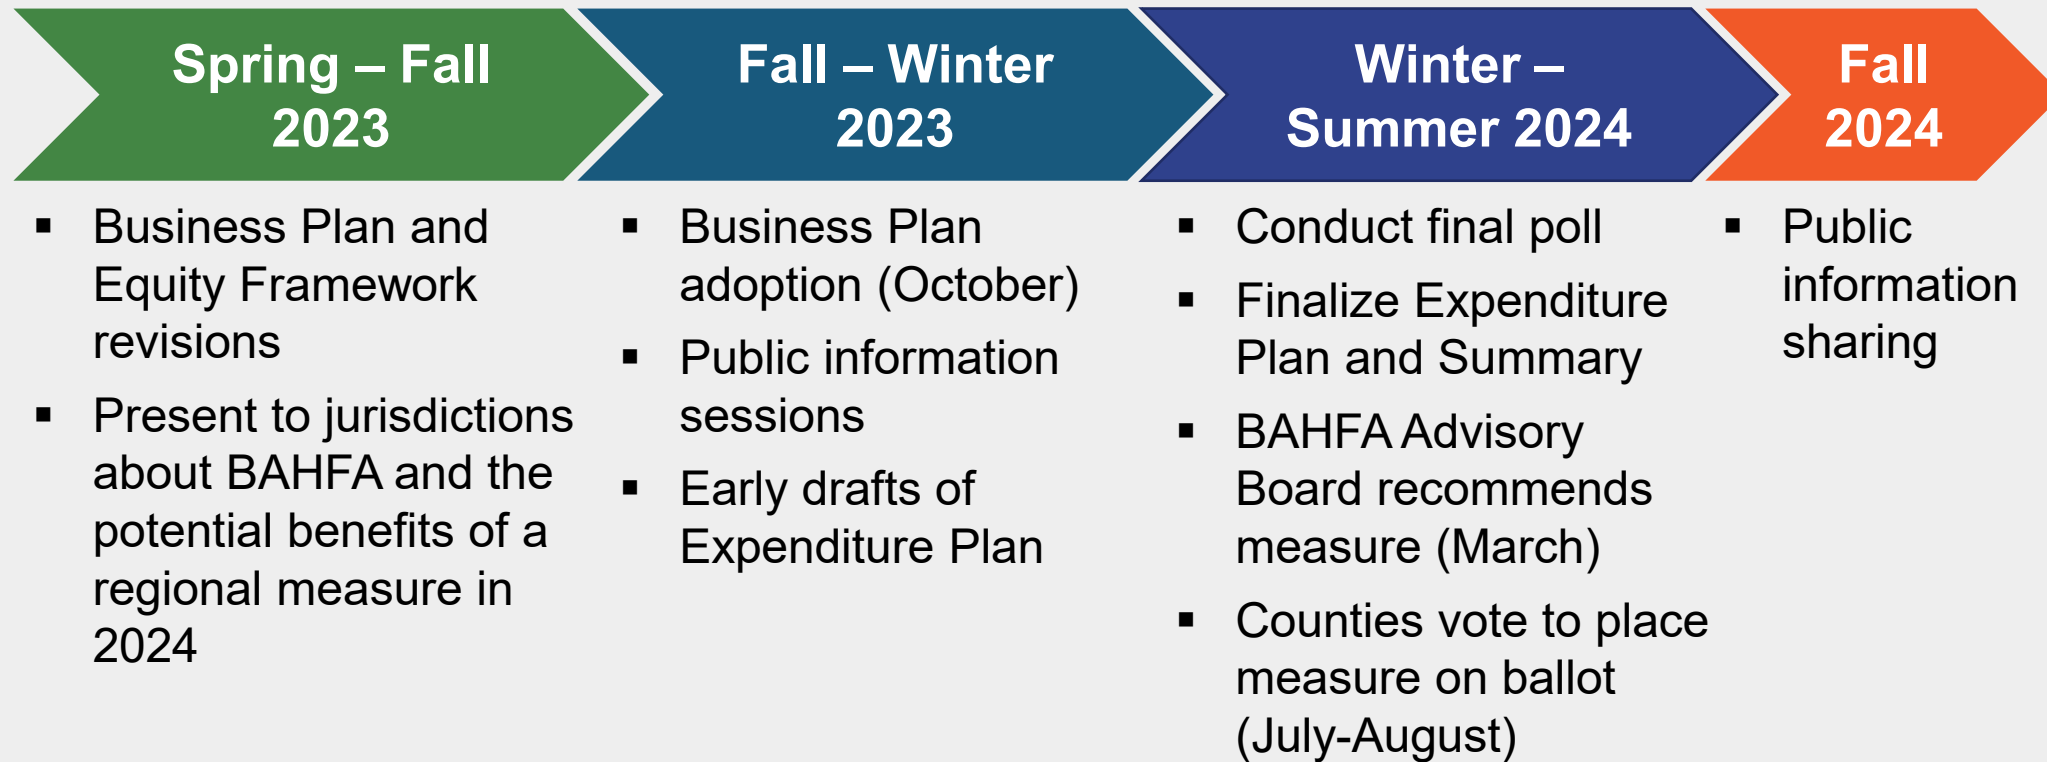 Spring – Fall
2023
▪ Business Plan and
Equity Framework
revisions
▪ Present to jurisdictions
about BAHFA and the
potential benefits of a
regional measure in
2024
Fall – Winter
2023
▪ Business Plan
adoption (October)
▪ Public information
sessions
▪ Early drafts of
Expenditure Plan
Winter –
Summer 2024
▪ Conduct final poll
▪ Finalize Expenditure
Plan and Summary
▪ BAHFA Advisory
Board recommends
measure (March)
▪ Counties vote to place
measure on ballot
(July-August)
Fall
2024
▪ Public
information
sharing